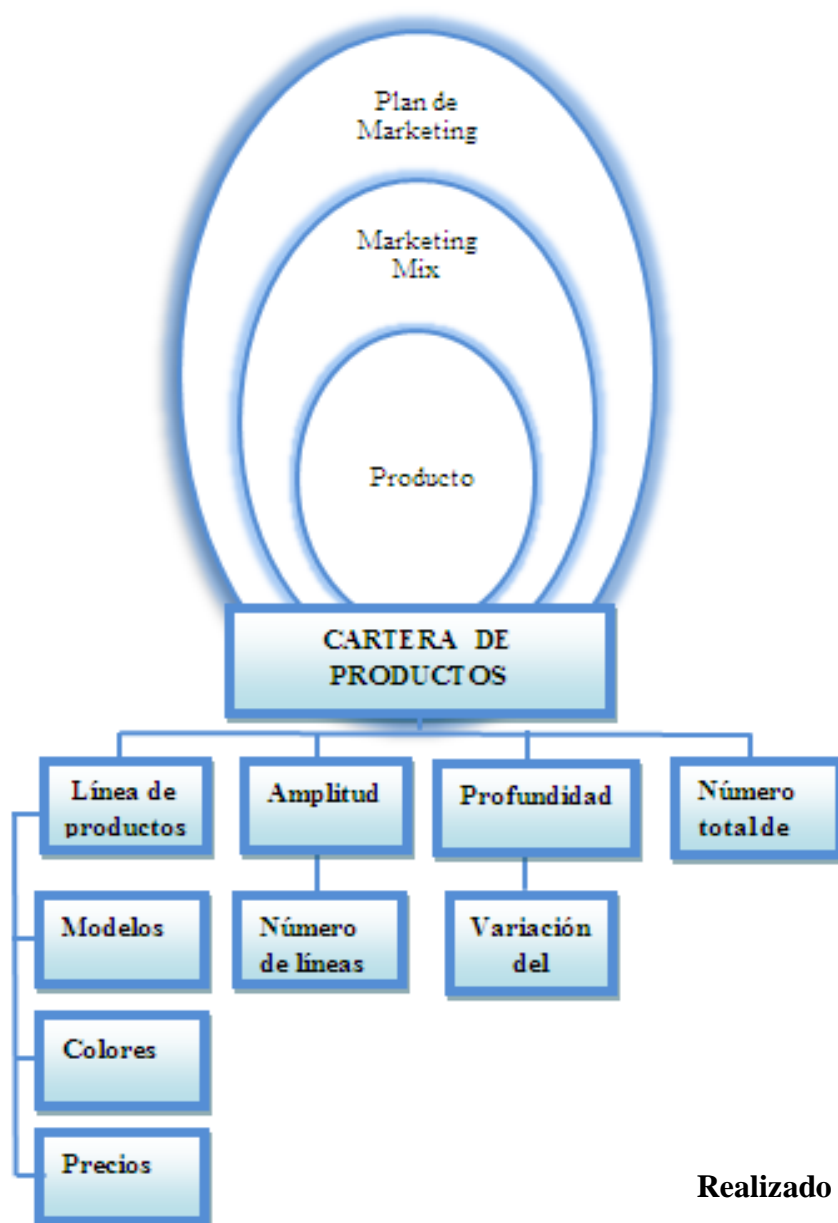 Plan de
Marketing
Marketing
Mix
Producto
CARTERA DE
PRODUCTOS
Línea de
productos
Amplitud
Profundidad
Número
total de
Modelos
Número
de líneas
Variación
del
Colores
Precios
Realizado